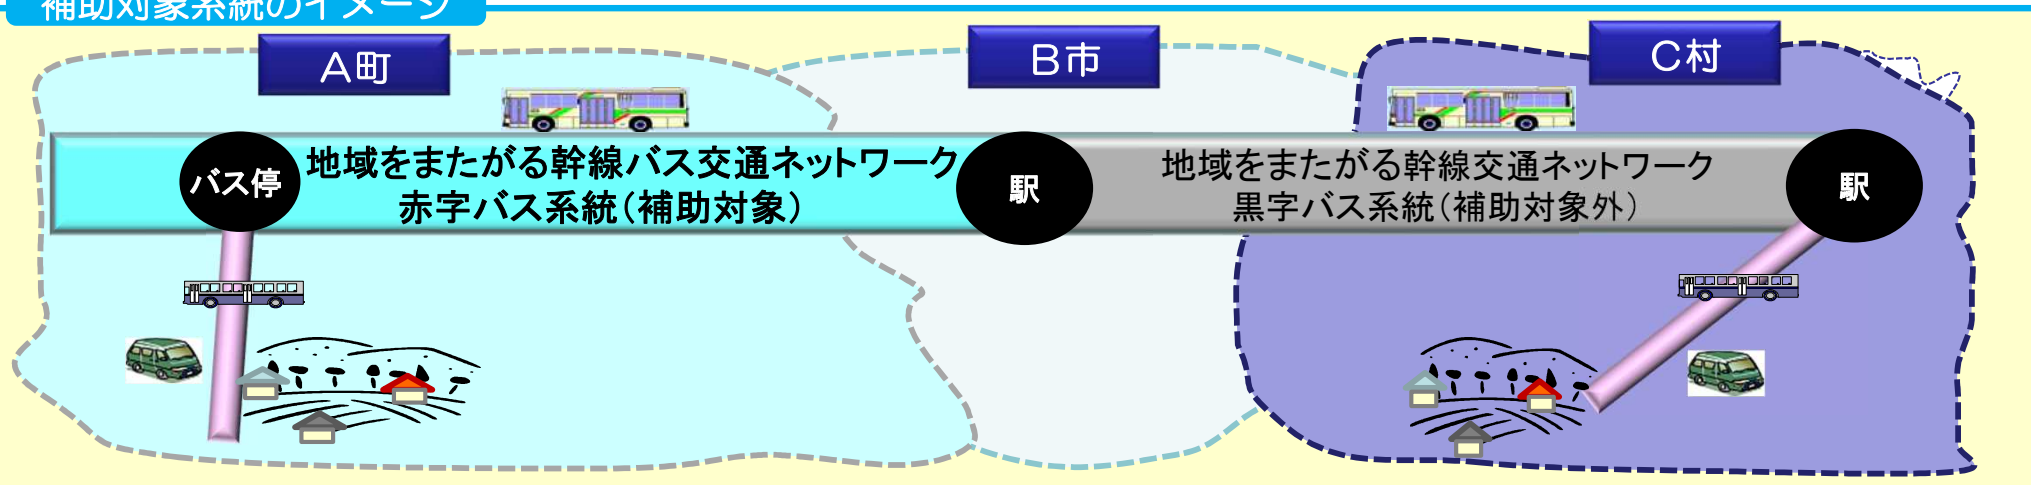 補助対象系統のイメージ
A町
B市
C村
バス停
地域をまたがる幹線バス交通ネットワーク
赤字バス系統（補助対象）
駅
地域をまたがる幹線交通ネットワーク
黒字バス系統（補助対象外）
駅